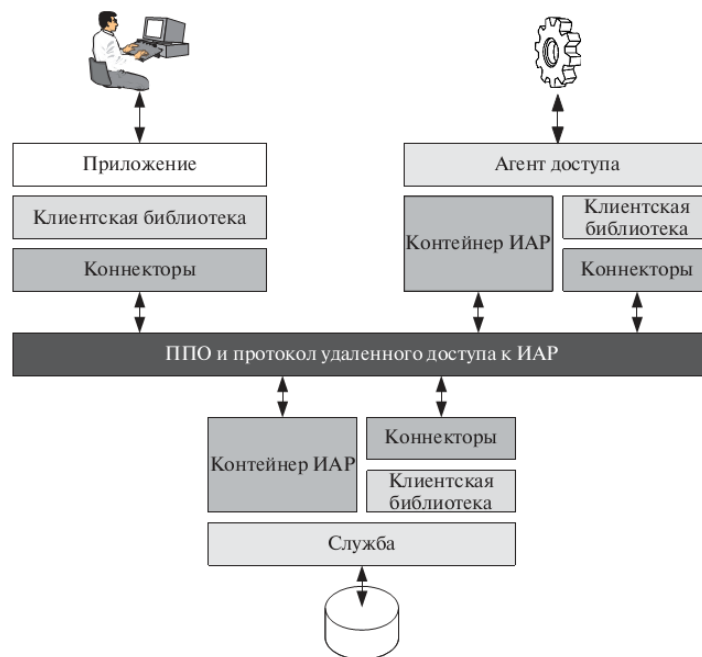 Приложение
Клиентская библиотека
Коннекторы
Агент доступа
Контейнер ИАР
Клиентская
библиотека
Коннекторы
ППО и протокол удаленного доступа к ИАР
Контейнер ИАР
Коннекторы
Клиентская
библиотека
Служба